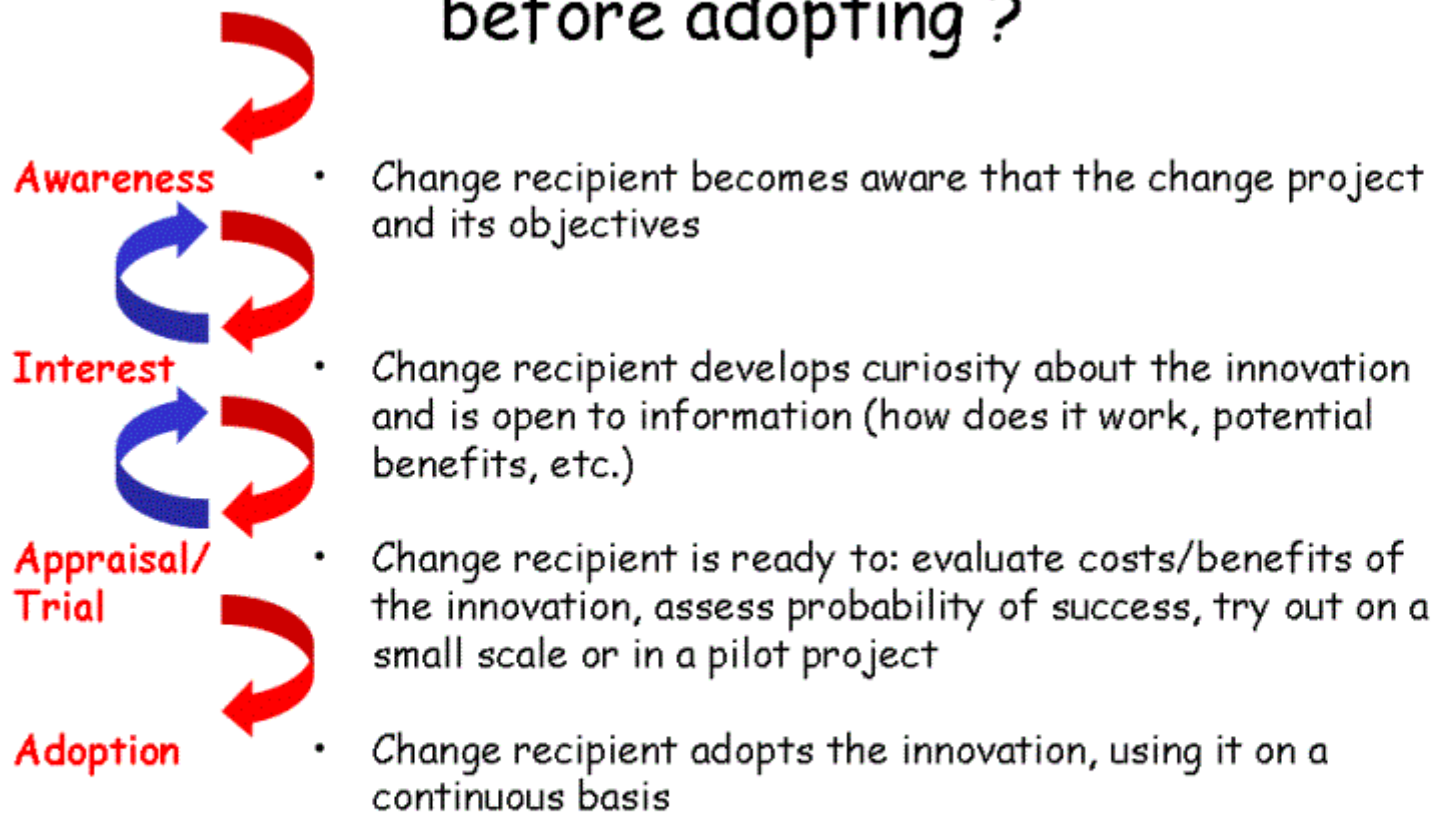 before adopting ?
Awareness
• Change recipient becomes aware that the change project
and its objectives
Interest
• Change recipient develops curiosity about the innovation
and is open to information (how does it work, potential
benefits, etc.)
Appraisal/
Trial
• Change recipient is ready to: evaluate costs/benefits of
the innovation, assess probability of success, try out on a
small scale or in a pilot project
Adoption
• Change recipient adopts the innovation, using it on a
continuous basis